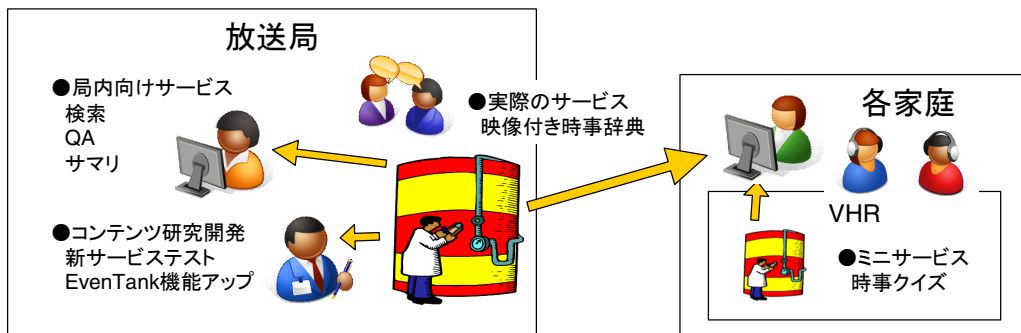 放送局
●局内向けサービス
検索
QA
サマリ
●実際のサービス
映像付き時事辞典
●コンテンツ研究開発
新サービステスト
EvenTank機能アップ
各家庭
VHR
●ミニサービス
時事クイズ